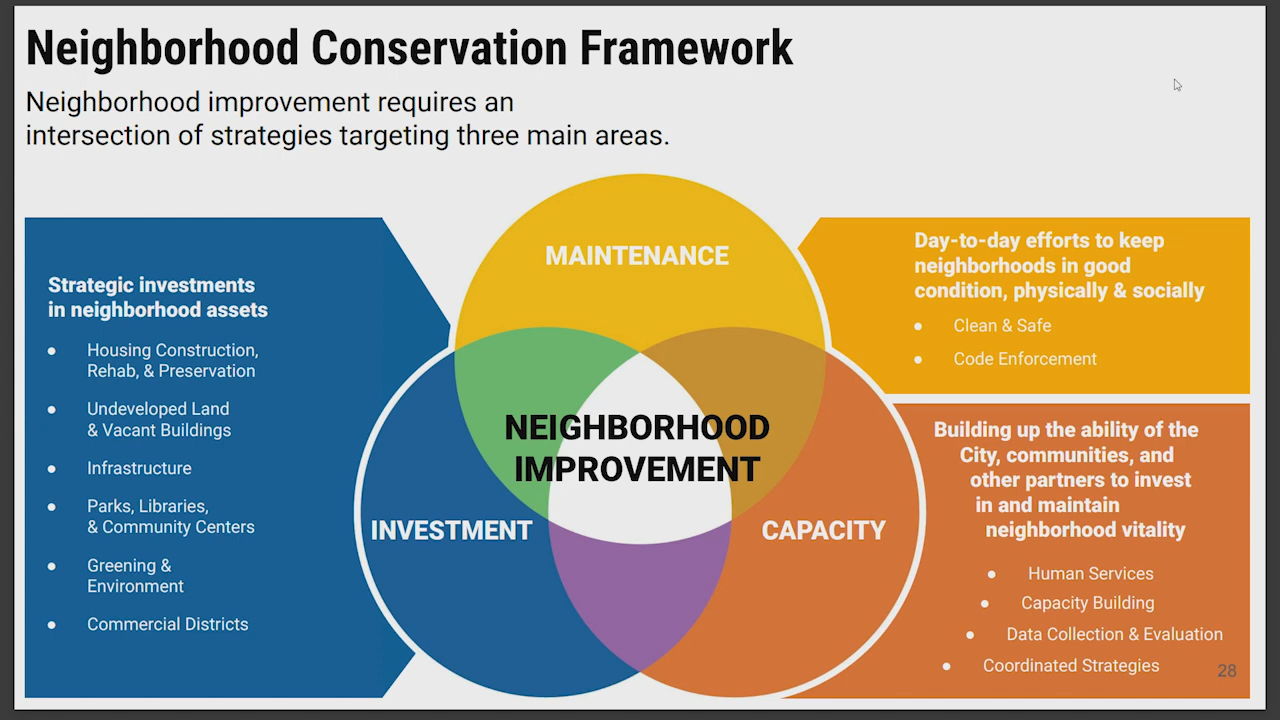 Neighborhood Conservation Framework
Neighborhood improvement requires an
intersection of strategies targeting three main areas.
Strategic investments
in neighborhood assets
● Housing Construction,
Rehab, & Preservation
● Undeveloped Land
& Vacant Buildings
● Infrastructure
● Parks, Libraries,
& Community Centers
● Greening &
Environment
● Commercial Districts
MAINTENANCE
NEIGHBORHOOD
IMPROVEMENT
INVESTMENT
CAPACITY
Day-to-day efforts to keep
neighborhoods in good
condition, physically & socially
● Clean & Safe
● Code Enforcement
Building up the ability of the
City, communities, and
other partners to invest
in and maintain
neighborhood vitality
● Human Services
● Capacity Building
● Data Collection & Evaluation
● Coordinated Strategies
28